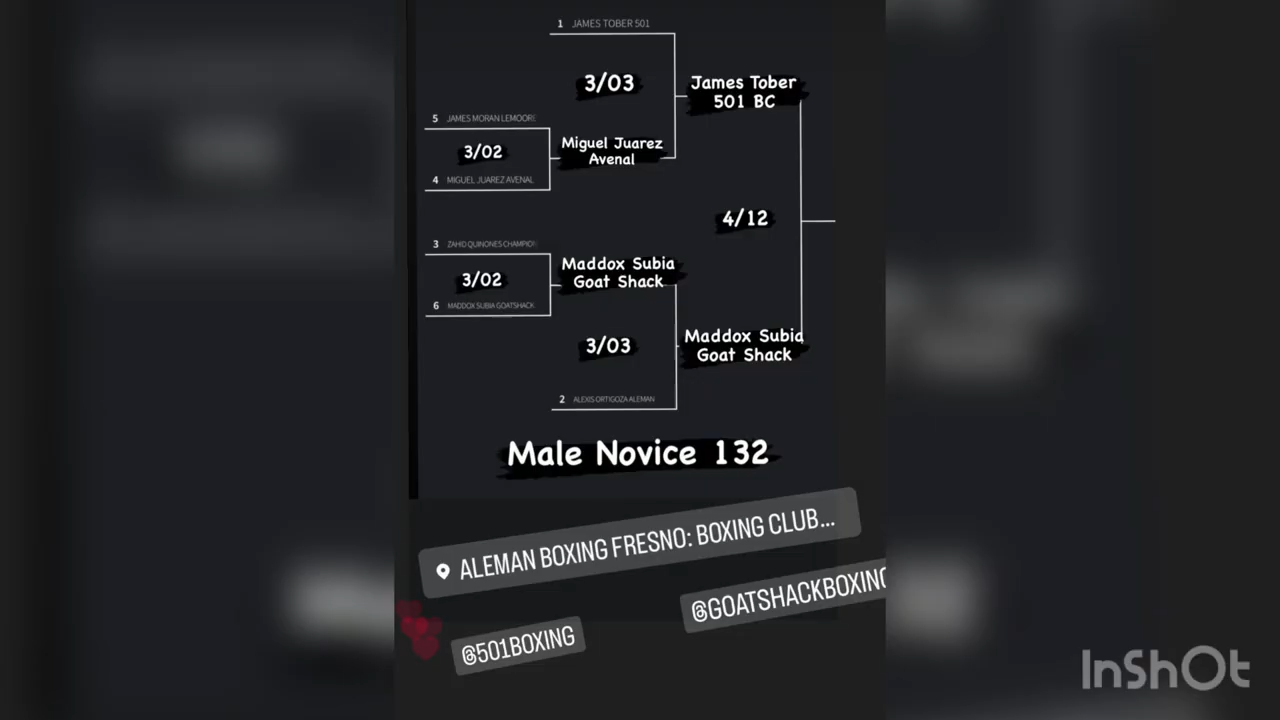 1 JAMES TOBER 501
3/03
James Tober
501 BC
5 JAMES MORAN LEMOORE
3/02
Miguel Juarez
Avenal
4 MIGUEL JUAREZ AVENAL
4/12
3 ZAHID QUINONES CHAMPION
3/02
Maddox Subia
Goat Shack
6 MADDOX SUBIA GOATSHACK
3/03
Maddox Subia
Goat Shack
2 ALEXIS ORTIGOZA ALEMAN
Male Novice 132
ALEMAN BOXING FRESNO: BOXING CLUB...
@GOATSHACKBOXING
@501BOXING
InShOt